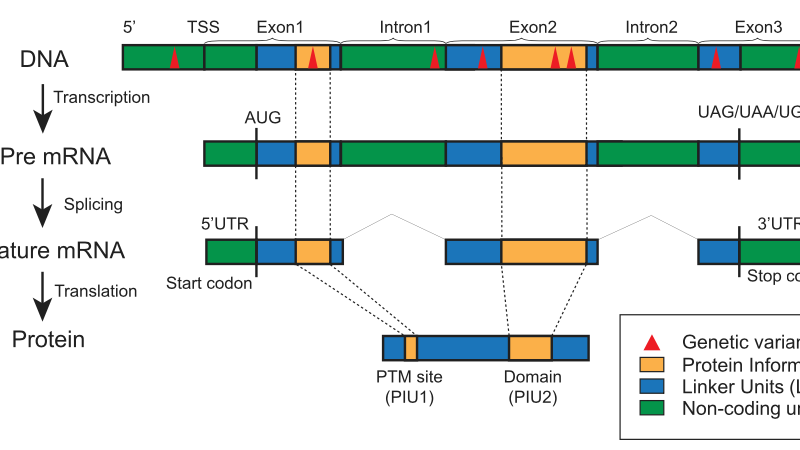 5’ TSS Exon1 Intron1 Exon2 Intron2 Exon3
DNA
Transcription
AUG UAG/UAA/UG
Pre mRNA
Splicing
5’UTR 3’UTR
ature mRNA
Start codon Stop co
Translation
Protein
PTM site
(PIU1)
Domain
(PIU2)
Genetic varian
Protein Inform
Linker Units (L
Non-coding un